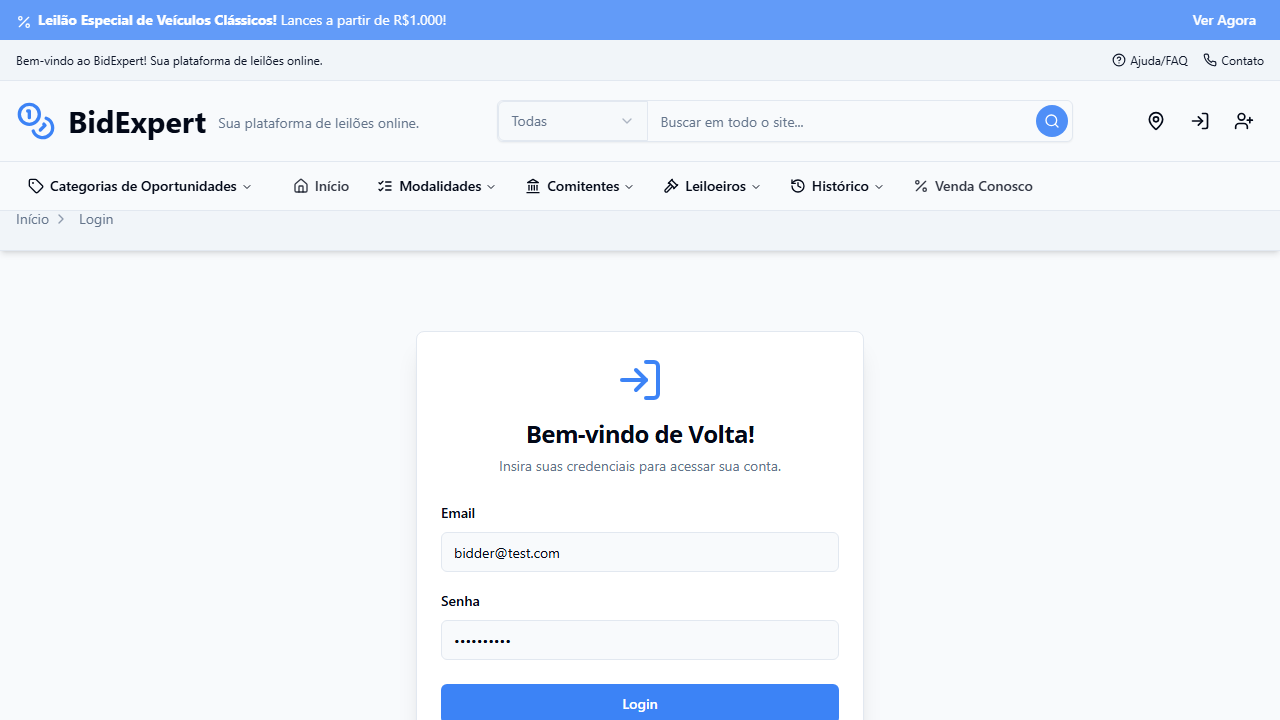 Leilão Especial de Veículos Clássicos! Lances a partir de R$1.000! Ver Agora
Bem-vindo ao BidExpert! Sua plataforma de leilões online. Ajuda/FAQ Contato
BidExpert Sua plataforma de leilões online. Todas Buscar em todo o site...
Categorias de Oportunidades Início Modalidades Comitentes Leiloeiros Histórico Venda Conosco
Início Login
Bem-vindo de Volta!
Insira suas credenciais para acessar sua conta.
Email
bidder@test.com
Senha
••••••••••
Login